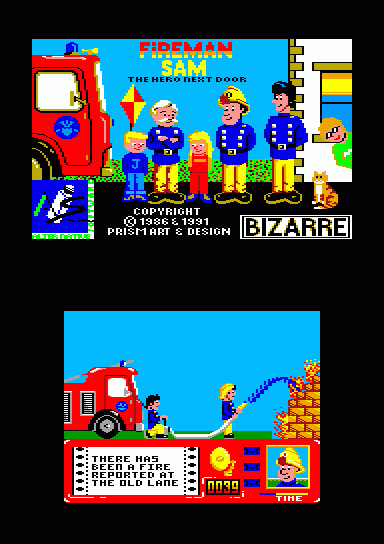 FiREMAN
SAM
THE HERO NEXT DOOR
J
COPYRIGHT
© 1986 & 1991
PRISM ART & DESIGN
BIZARRE
ALTERNATIVE
THERE HAS
BEEN A FIRE
REPORTED AT
THE OLD LANE
0039
TIME